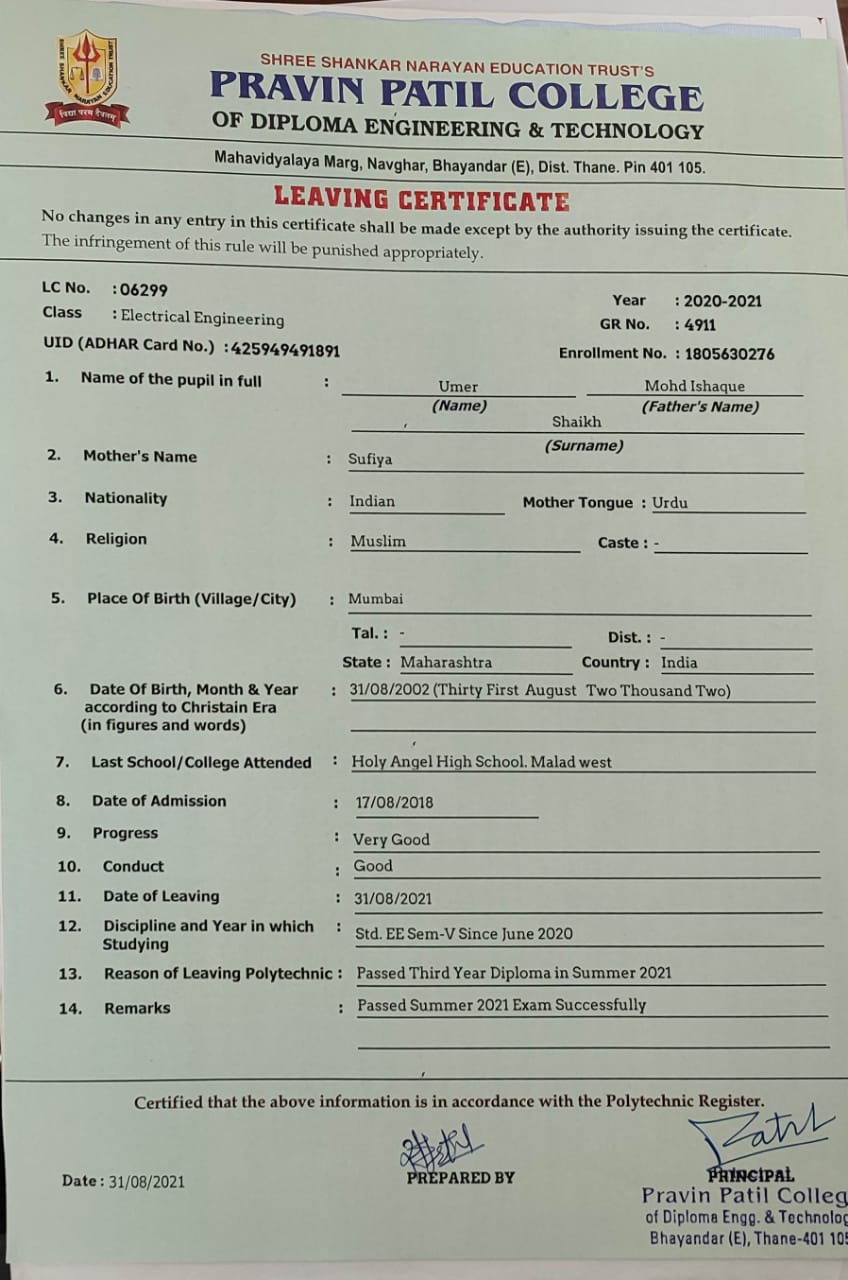 SHREE SHANKAR NARAYAN EDUCATION TRUST
विद्या परम दैवतम्
SHREE SHANKAR NARAYAN EDUCATION TRUST'S
PRAVIN PATIL COLLEGE
OF DIPLOMA ENGINEERING & TECHNOLOGY
Mahavidyalaya Marg, Navghar, Bhayandar (E), Dist. Thane. Pin 401 105.
LEAVING CERTIFICATE
No changes in any entry in this certificate shall be made except by the authority issuing the certificate.
The infringement of this rule will be punished appropriately.
LC No. : 06299
Year : 2020-2021
Class : Electrical Engineering
GR No. : 4911
UID (ADHAR Card No.) : 425949491891
Enrollment No. : 1805630276
1. Name of the pupil in full : Umer Mohd Ishaque
(Name) (Father's Name)
Shaikh
(Surname)
2. Mother's Name : Sufiya
3. Nationality : Indian Mother Tongue : Urdu
4. Religion : Muslim Caste : -
5. Place Of Birth (Village/City) : Mumbai
Tal. : - Dist. : -
State : Maharashtra Country : India
6. Date Of Birth, Month & Year : 31/08/2002 (Thirty First August Two Thousand Two)
according to Christain Era
(in figures and words)
7. Last School/College Attended : Holy Angel High School. Malad west
8. Date of Admission : 17/08/2018
9. Progress : Very Good
10. Conduct : Good
11. Date of Leaving : 31/08/2021
12. Discipline and Year in which : Std. EE Sem-V Since June 2020
Studying
13. Reason of Leaving Polytechnic : Passed Third Year Diploma in Summer 2021
14. Remarks : Passed Summer 2021 Exam Successfully
Certified that the above information is in accordance with the Polytechnic Register.
Date : 31/08/2021
PREPARED BY
PRINCIPAL
Pravin Patil Colleg
of Diploma Engg. & Technolog
Bhayandar (E), Thane-401 105